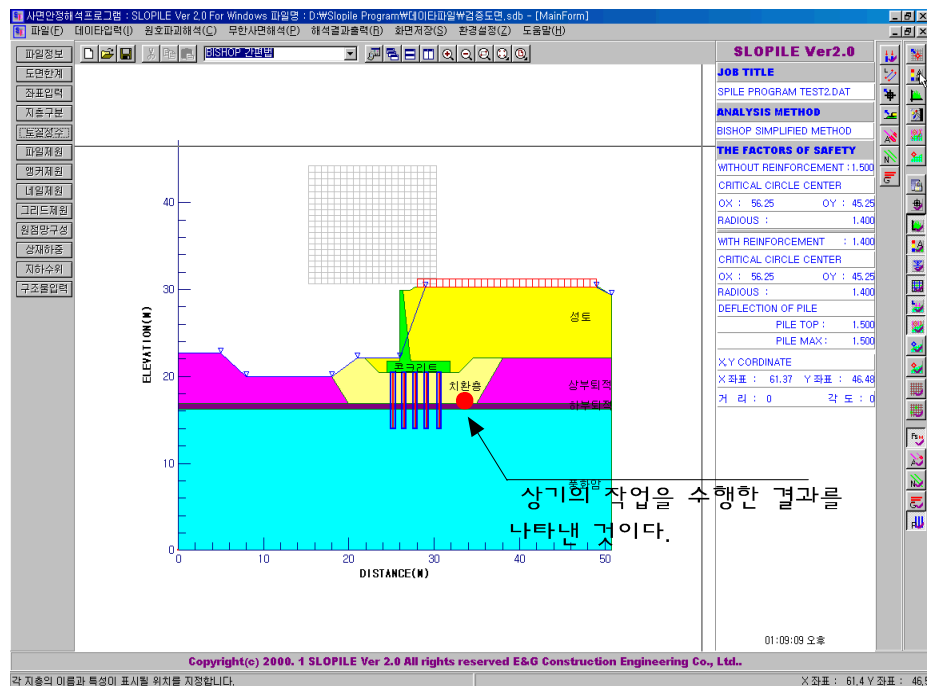 사면안정해석프로그램 : SLOPILE Ver 2,0 For Windows 파일명 : D:₩Slopile Program₩데이타파일₩검증도면,sdb - [MainForm]
파일(F) 데이타입력(I) 원호파괴해석(C) 무한사면해석(P) 해석결과출력(R) 화면저장(S) 환경설정(Z) 도움말(H)
파일정보
도면한계
좌표입력
지층구분
토질정수
파일제원
앵커제원
네일제원
그리드제원
원점망구성
상재하중
지하수위
구조물입력
BISHOP 간편법
SLOPILE Ver2.0
JOB TITLE
SPILE PROGRAM TEST2.DAT
ANALYSIS METHOD
BISHOP SIMPLIFIED METHOD
THE FACTORS OF SAFETY
WITHOUT REINFORCEMENT : 1.500
CRITICAL CIRCLE CENTER
OX : 56.25 OY : 45.25
RADIOUS : 1.400
WITH REINFORCEMENT : 1.400
CRITICAL CIRCLE CENTER
OX : 56.25 OY : 45.25
RADIOUS : 1.400
DEFLECTION OF PILE
PILE TOP : 1.500
PILE MAX : 1.500
X,Y CORDINATE
X 좌표 : 61.37 Y 좌표 : 46.48
거 리 : 0 각 도 : 0
ELEVATION(M)
40
30
20
10
0
성토
콘크리트
치환층
상부퇴적
하부퇴적
풍화암
상기의 작업을 수행한 결과를
나타낸 것이다.
0 10 20 30 40 50
DISTANCE(M)
01:09:09 오후
Copyright(c) 2000. 1 SLOPILE Ver 2.0 All rights reserved E&G Construction Engineering Co., Ltd..
각 지층의 이름과 특성이 표시될 위치를 지정합니다.
X 좌표 : 61.4 Y 좌표 : 46.5